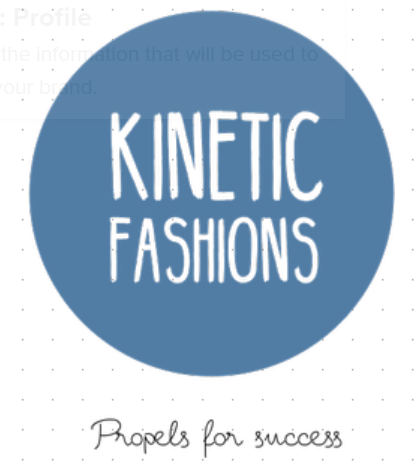 : Profile
the information that will be used to
your brand.
KINETIC
FASHIONS
Propels for success